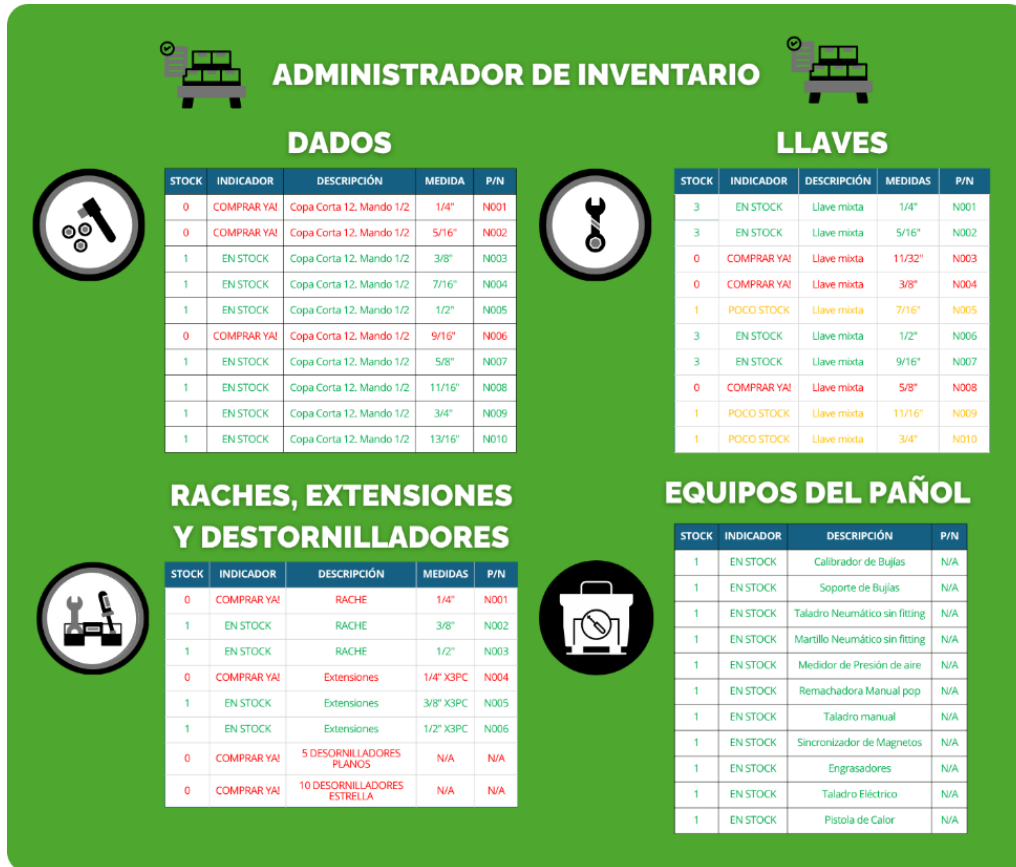 ADMINISTRADOR DE INVENTARIO
DADOS
STOCK INDICADOR DESCRIPCIÓN MEDIDA P/N
0 COMPRAR YA! Copa Corta 12. Mando 1/2 1/4" N001
0 COMPRAR YA! Copa Corta 12. Mando 1/2 5/16" N002
1 EN STOCK Copa Corta 12. Mando 1/2 3/8" N003
1 EN STOCK Copa Corta 12. Mando 1/2 7/16" N004
1 EN STOCK Copa Corta 12. Mando 1/2 1/2" N005
0 COMPRAR YA! Copa Corta 12. Mando 1/2 9/16" N006
1 EN STOCK Copa Corta 12. Mando 1/2 5/8" N007
1 EN STOCK Copa Corta 12. Mando 1/2 11/16" N008
1 EN STOCK Copa Corta 12. Mando 1/2 3/4" N009
1 EN STOCK Copa Corta 12. Mando 1/2 13/16" N010
LLAVES
STOCK INDICADOR DESCRIPCIÓN MEDIDAS P/N
3 EN STOCK Llave mixta 1/4" N001
3 EN STOCK Llave mixta 5/16" N002
0 COMPRAR YA! Llave mixta 11/32" N003
0 COMPRAR YA! Llave mixta 3/8" N004
1 POCO STOCK Llave mixta 7/16" N005
3 EN STOCK Llave mixta 1/2" N006
3 EN STOCK Llave mixta 9/16" N007
0 COMPRAR YA! Llave mixta 5/8" N008
1 POCO STOCK Llave mixta 11/16" N009
1 POCO STOCK Llave mixta 3/4" N010
RACHES, EXTENSIONES
Y DESTORNILLADORES
STOCK INDICADOR DESCRIPCIÓN MEDIDAS P/N
0 COMPRAR YA! RACHE 1/4" N001
1 EN STOCK RACHE 3/8" N002
1 EN STOCK RACHE 1/2" N003
0 COMPRAR YA! Extensiones 1/4" X3PC N004
1 EN STOCK Extensiones 3/8" X3PC N005
1 EN STOCK Extensiones 1/2" X3PC N006
0 COMPRAR YA! 5 DESORNILLADORES PLANOS N/A N/A
0 COMPRAR YA! 10 DESORNILLADORES ESTRELLA N/A N/A
EQUIPOS DEL PAÑOL
STOCK INDICADOR DESCRIPCIÓN P/N
1 EN STOCK Calibrador de Bujías N/A
1 EN STOCK Soporte de Bujías N/A
1 EN STOCK Taladro Neumático sin fitting N/A
1 EN STOCK Martillo Neumático sin fitting N/A
1 EN STOCK Medidor de Presión de aire N/A
1 EN STOCK Remachadora Manual pop N/A
1 EN STOCK Taladro manual N/A
1 EN STOCK Sincronizador de Magnetos N/A
1 EN STOCK Engrasadores N/A
1 EN STOCK Taladro Eléctrico N/A
1 EN STOCK Pistola de Calor N/A